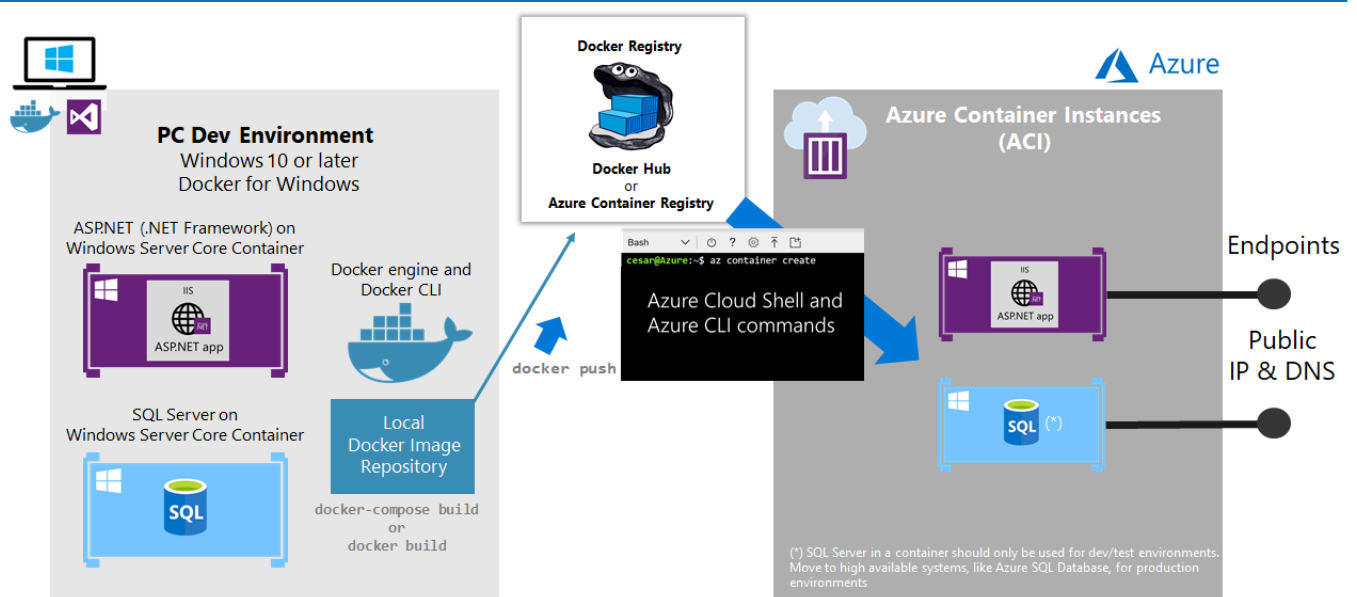 Docker Registry
Docker Hub
or
Azure Container Registry
Azure
PC Dev Environment
Windows 10 or later
Docker for Windows
ASP.NET (.NET Framework) on
Windows Server Core Container
IIS
.NET
ASP.NET app
SQL Server on
Windows Server Core Container
SQL
Docker engine and
Docker CLI
Local
Docker Image
Repository
docker-compose build
or
docker build
docker push
Bash
?
cesar@Azure:~$ az container create
Azure Cloud Shell and
Azure CLI commands
Azure Container Instances
(ACI)
IIS
.NET
ASP.NET app
SQL
(*)
Endpoints
Public
IP & DNS
(*) SQL Server in a container should only be used for dev/test environments.
Move to high available systems, like Azure SQL Database, for production
environments